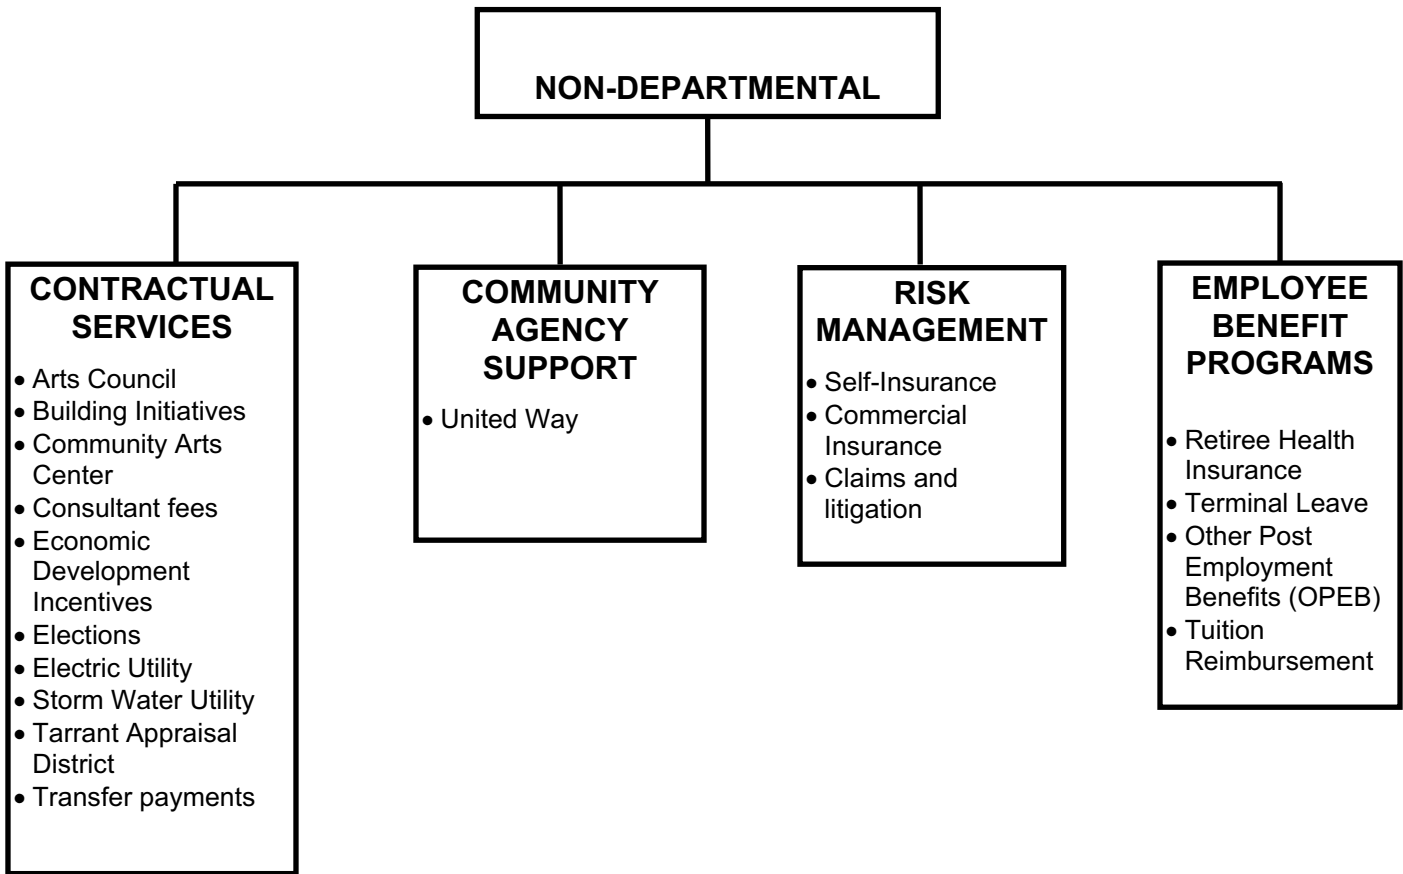 NON-DEPARTMENTAL
CONTRACTUAL
SERVICES
• Arts Council
• Building Initiatives
• Community Arts
Center
• Consultant fees
• Economic
Development
Incentives
• Elections
• Electric Utility
• Storm Water Utility
• Tarrant Appraisal
District
• Transfer payments
COMMUNITY
AGENCY
SUPPORT
• United Way
RISK
MANAGEMENT
• Self-Insurance
• Commercial
Insurance
• Claims and
litigation
EMPLOYEE
BENEFIT
PROGRAMS
• Retiree Health
Insurance
• Terminal Leave
• Other Post
Employment
Benefits (OPEB)
• Tuition
Reimbursement